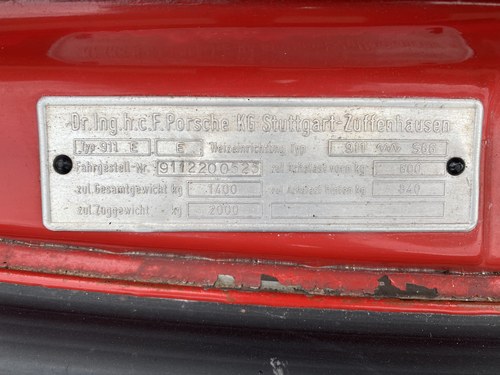 Dr. Ing. h. c. F. Porsche KG Stuttgart-Zuffenhausen
Typ 911 E E Heizeinrichtung Typ 911
Fahrgestell-Nr. 9112200523 zul. Achslast vorn kg 600
zul. Gesamtgewicht kg 1400 zul. Achslast hinten kg 840
zul. Zuggewicht kg 2000